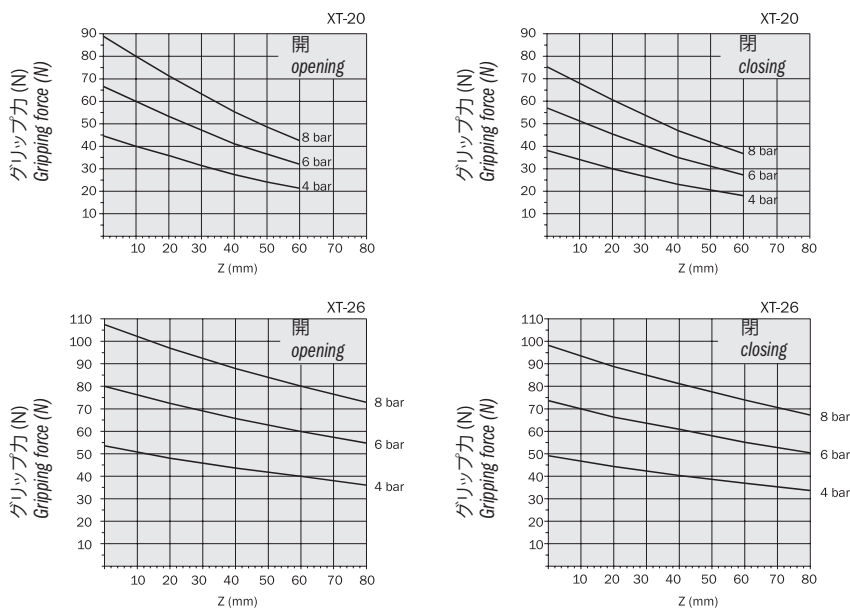 XT-20
グリップ力 (N)
Gripping force (N)
90
80
70
60
50
40
30
20
10
開
opening
8 bar
6 bar
4 bar
10 20 30 40 50 60 70 80
Z (mm)
XT-20
グリップ力 (N)
Gripping force (N)
90
80
70
60
50
40
30
20
10
閉
closing
8 bar
6 bar
4 bar
10 20 30 40 50 60 70 80
Z (mm)
XT-26
グリップ力 (N)
Gripping force (N)
110
100
90
80
70
60
50
40
30
20
10
開
opening
8 bar
6 bar
4 bar
10 20 30 40 50 60 70 80
Z (mm)
XT-26
グリップ力 (N)
Gripping force (N)
110
100
90
80
70
60
50
40
30
20
10
閉
closing
8 bar
6 bar
4 bar
10 20 30 40 50 60 70 80
Z (mm)